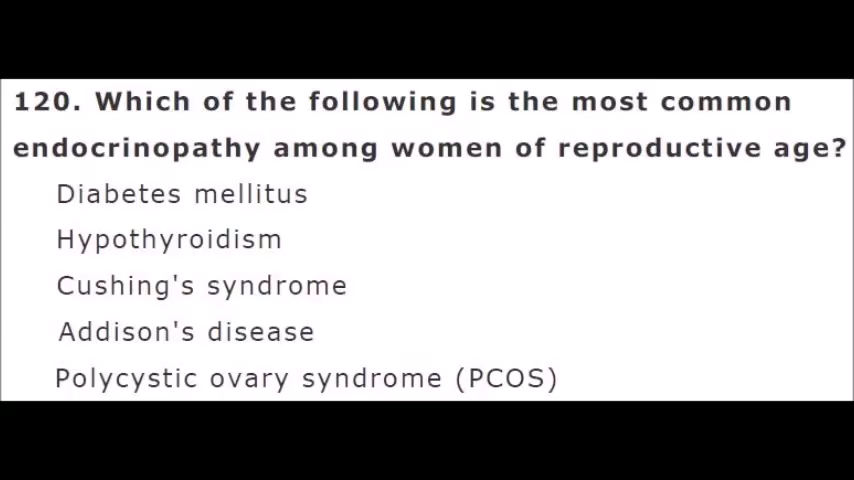 120. Which of the following is the most common
endocrinopathy among women of reproductive age?
Diabetes mellitus
Hypothyroidism
Cushing's syndrome
Addison's disease
Polycystic ovary syndrome (PCOS)